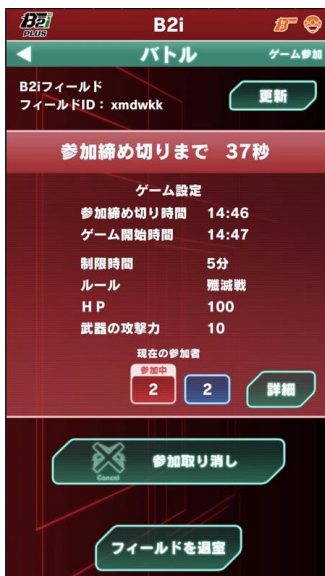 B2i
PLUS
B2i
B2i
バトル
ゲーム参加
B2iフィールド
フィールドID：xmdwkk
更新
参加締め切りまで 37秒
ゲーム設定
参加締め切り時間 14:46
ゲーム開始時間 14:47
制限時間 5分
ルール 殲滅戦
HP 100
武器の攻撃力 10
現在の参加者
参加中
2 2
詳細
Cancel
参加取り消し
フィールドを退室